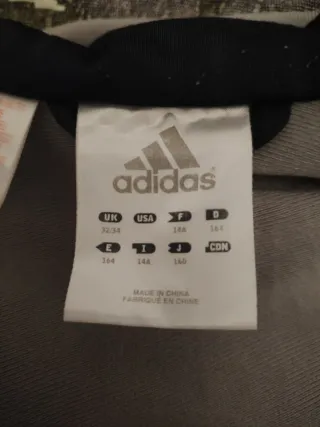 adidas
UK USA F D
32/34 14A 164
E I J CDN
164 14A 160
MADE IN CHINA
FABRIQUÉ EN CHINE